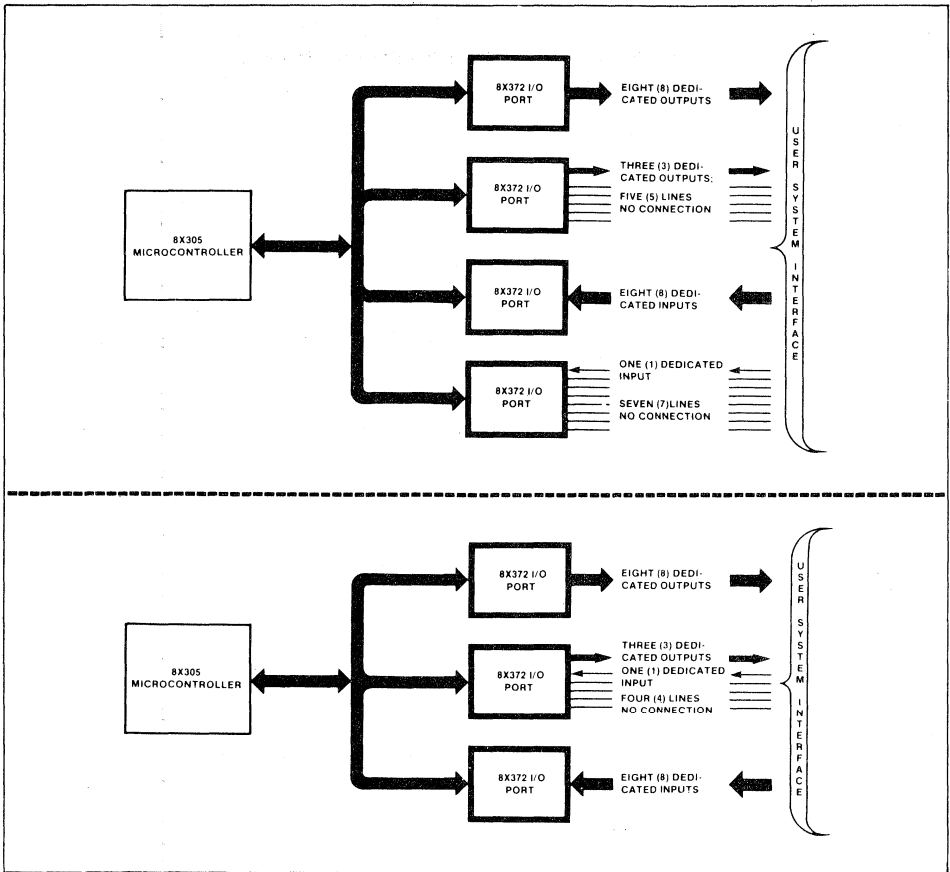 8X372 I/O
PORT
EIGHT (8) DEDI-
CATED OUTPUTS
8X372 I/O
PORT
THREE (3) DEDI-
CATED OUTPUTS;
FIVE (5) LINES
NO CONNECTION
8X305
MICROCONTROLLER
8X372 I/O
PORT
EIGHT (8) DEDI-
CATED INPUTS
8X372 I/O
PORT
ONE (1) DEDICATED
INPUT
SEVEN (7) LINES
NO CONNECTION
USER SYSTEM INTERFACE
8X372 I/O
PORT
EIGHT (8) DEDI-
CATED OUTPUTS
8X305
MICROCONTROLLER
8X372 I/O
PORT
THREE (3) DEDI-
CATED OUTPUTS
ONE (1) DEDICATED
INPUT
FOUR (4) LINES
NO CONNECTION
8X372 I/O
PORT
EIGHT (8) DEDI-
CATED INPUTS
USER SYSTEM INTERFACE